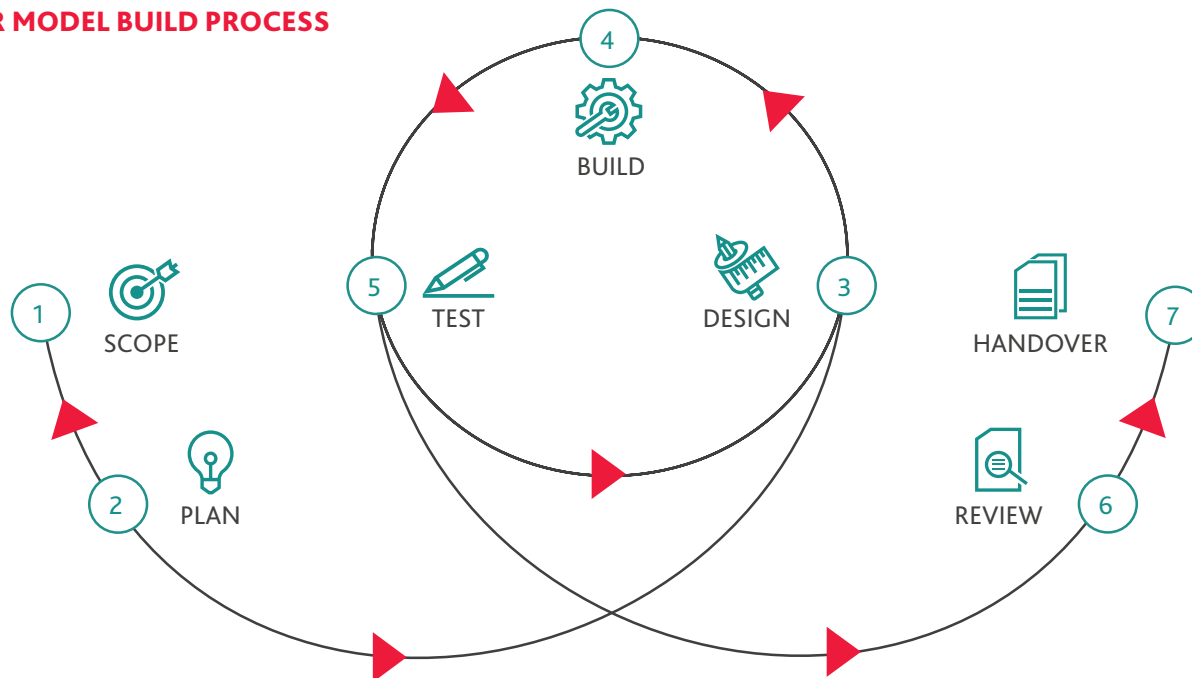 R MODEL BUILD PROCESS
4
BUILD
5
TEST
DESIGN
3
1
SCOPE
HANDOVER
7
2
PLAN
REVIEW
6